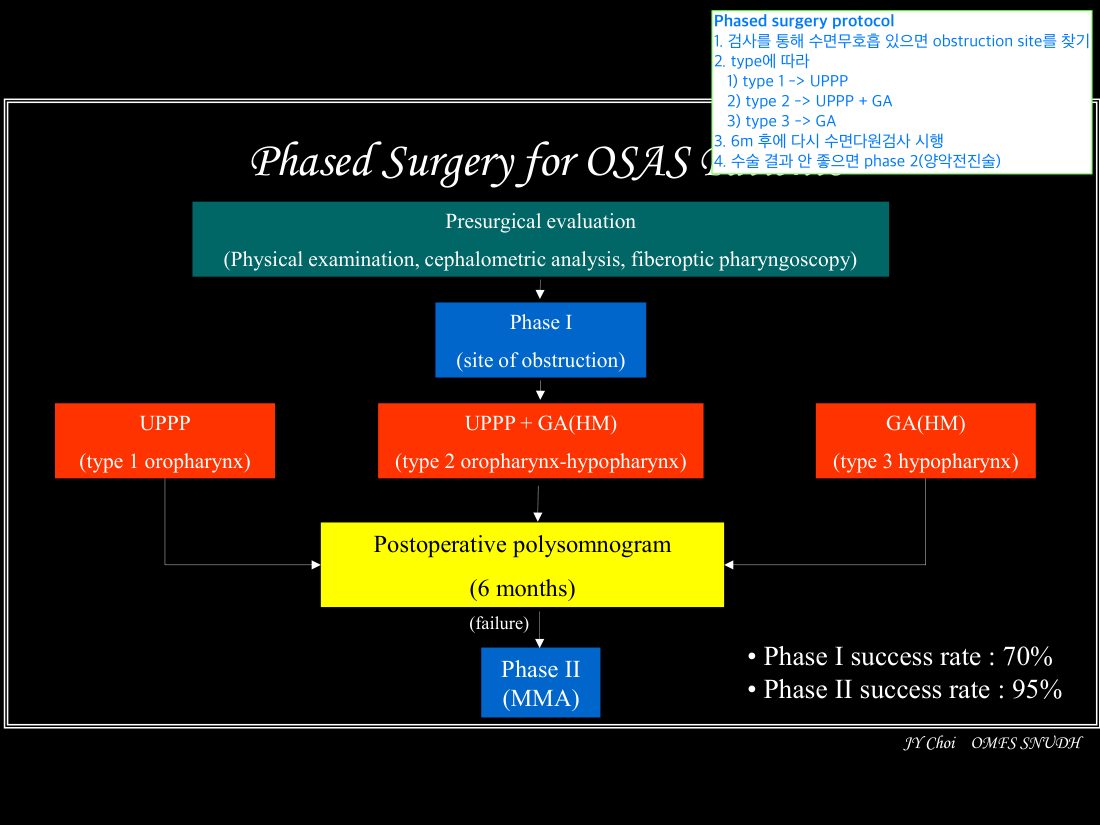 Phased surgery protocol
1. 검사를 통해 수면무호흡 있으면 obstruction site를 찾기
2. type에 따라
1) type 1 -> UPPP
2) type 2 -> UPPP + GA
3) type 3 -> GA
3. 6m 후에 다시 수면다원검사 시행
4. 수술 결과 안 좋으면 phase 2(양악전진술)
Phased Surgery for OSAS
Presurgical evaluation
(Physical examination, cephalometric analysis, fiberoptic pharyngoscopy)
Phase I
(site of obstruction)
UPPP
(type 1 oropharynx)
UPPP + GA(HM)
(type 2 oropharynx-hypopharynx)
GA(HM)
(type 3 hypopharynx)
Postoperative polysomnogram
(6 months)
(failure)
Phase II
(MMA)
• Phase I success rate : 70%
• Phase II success rate : 95%
JY Choi OMFS SNUDH